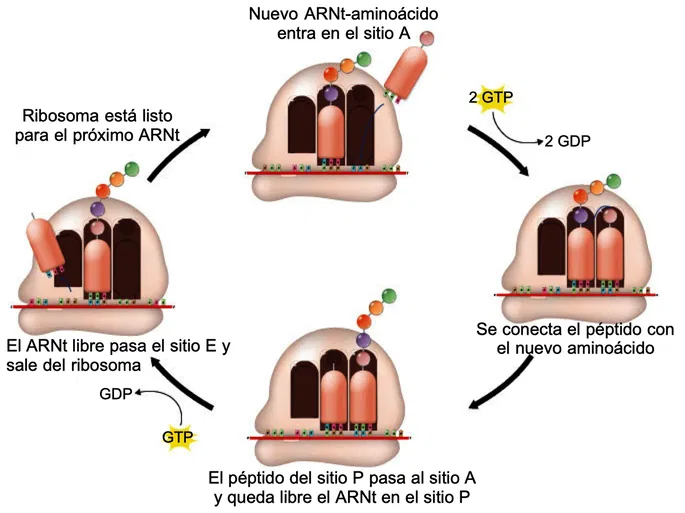 Nuevo ARNt-aminoácido
entra en el sitio A
2 GTP
2 GDP
Ribosoma está listo
para el próximo ARNt
Se conecta el péptido con
el nuevo aminoácido
El ARNt libre pasa el sitio E y
sale del ribosoma
GDP
GTP
El péptido del sitio P pasa al sitio A
y queda libre el ARNt en el sitio P